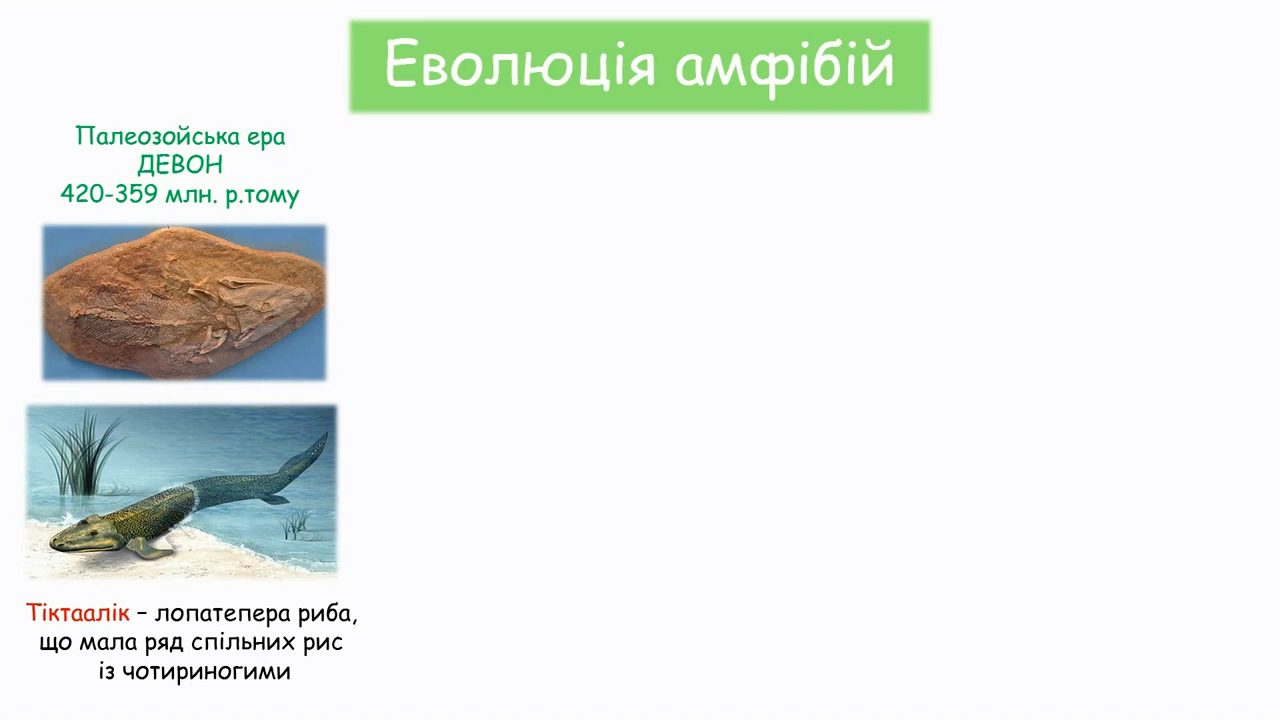 Еволюція амфібій
Палеозойська ера
ДЕВОН
420-359 млн. р.тому
Тіктаалік – лопатепера риба,
що мала ряд спільних рис
із чотириногими